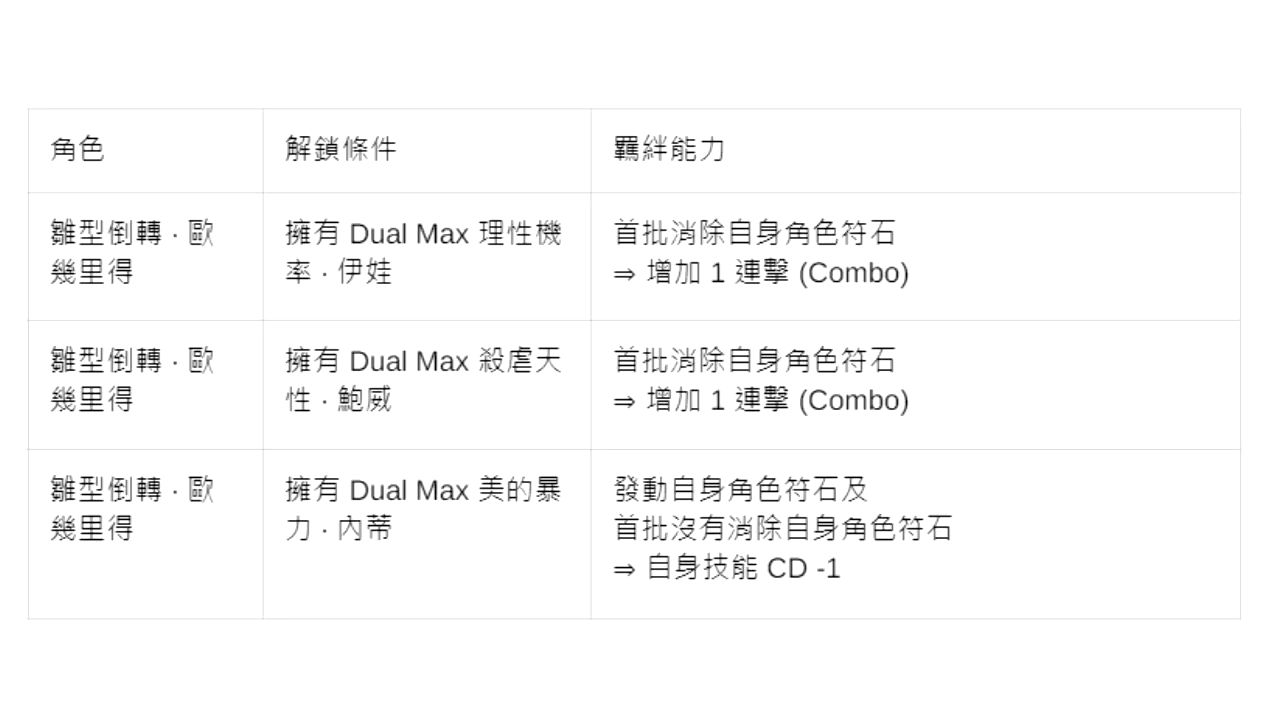 角色
解鎖條件
羈絆能力
雛型倒轉 ‧ 歐
幾里得
擁有 Dual Max 理性機
率 ‧ 伊娃
首批消除自身角色符石
⇒ 增加 1 連擊 (Combo)
雛型倒轉 ‧ 歐
幾里得
擁有 Dual Max 殺虐天
性 ‧ 鮑威
首批消除自身角色符石
⇒ 增加 1 連擊 (Combo)
雛型倒轉 ‧ 歐
幾里得
擁有 Dual Max 美的暴
力 ‧ 內蒂
發動自身角色符石及
首批沒有消除自身角色符石
⇒ 自身技能 CD -1